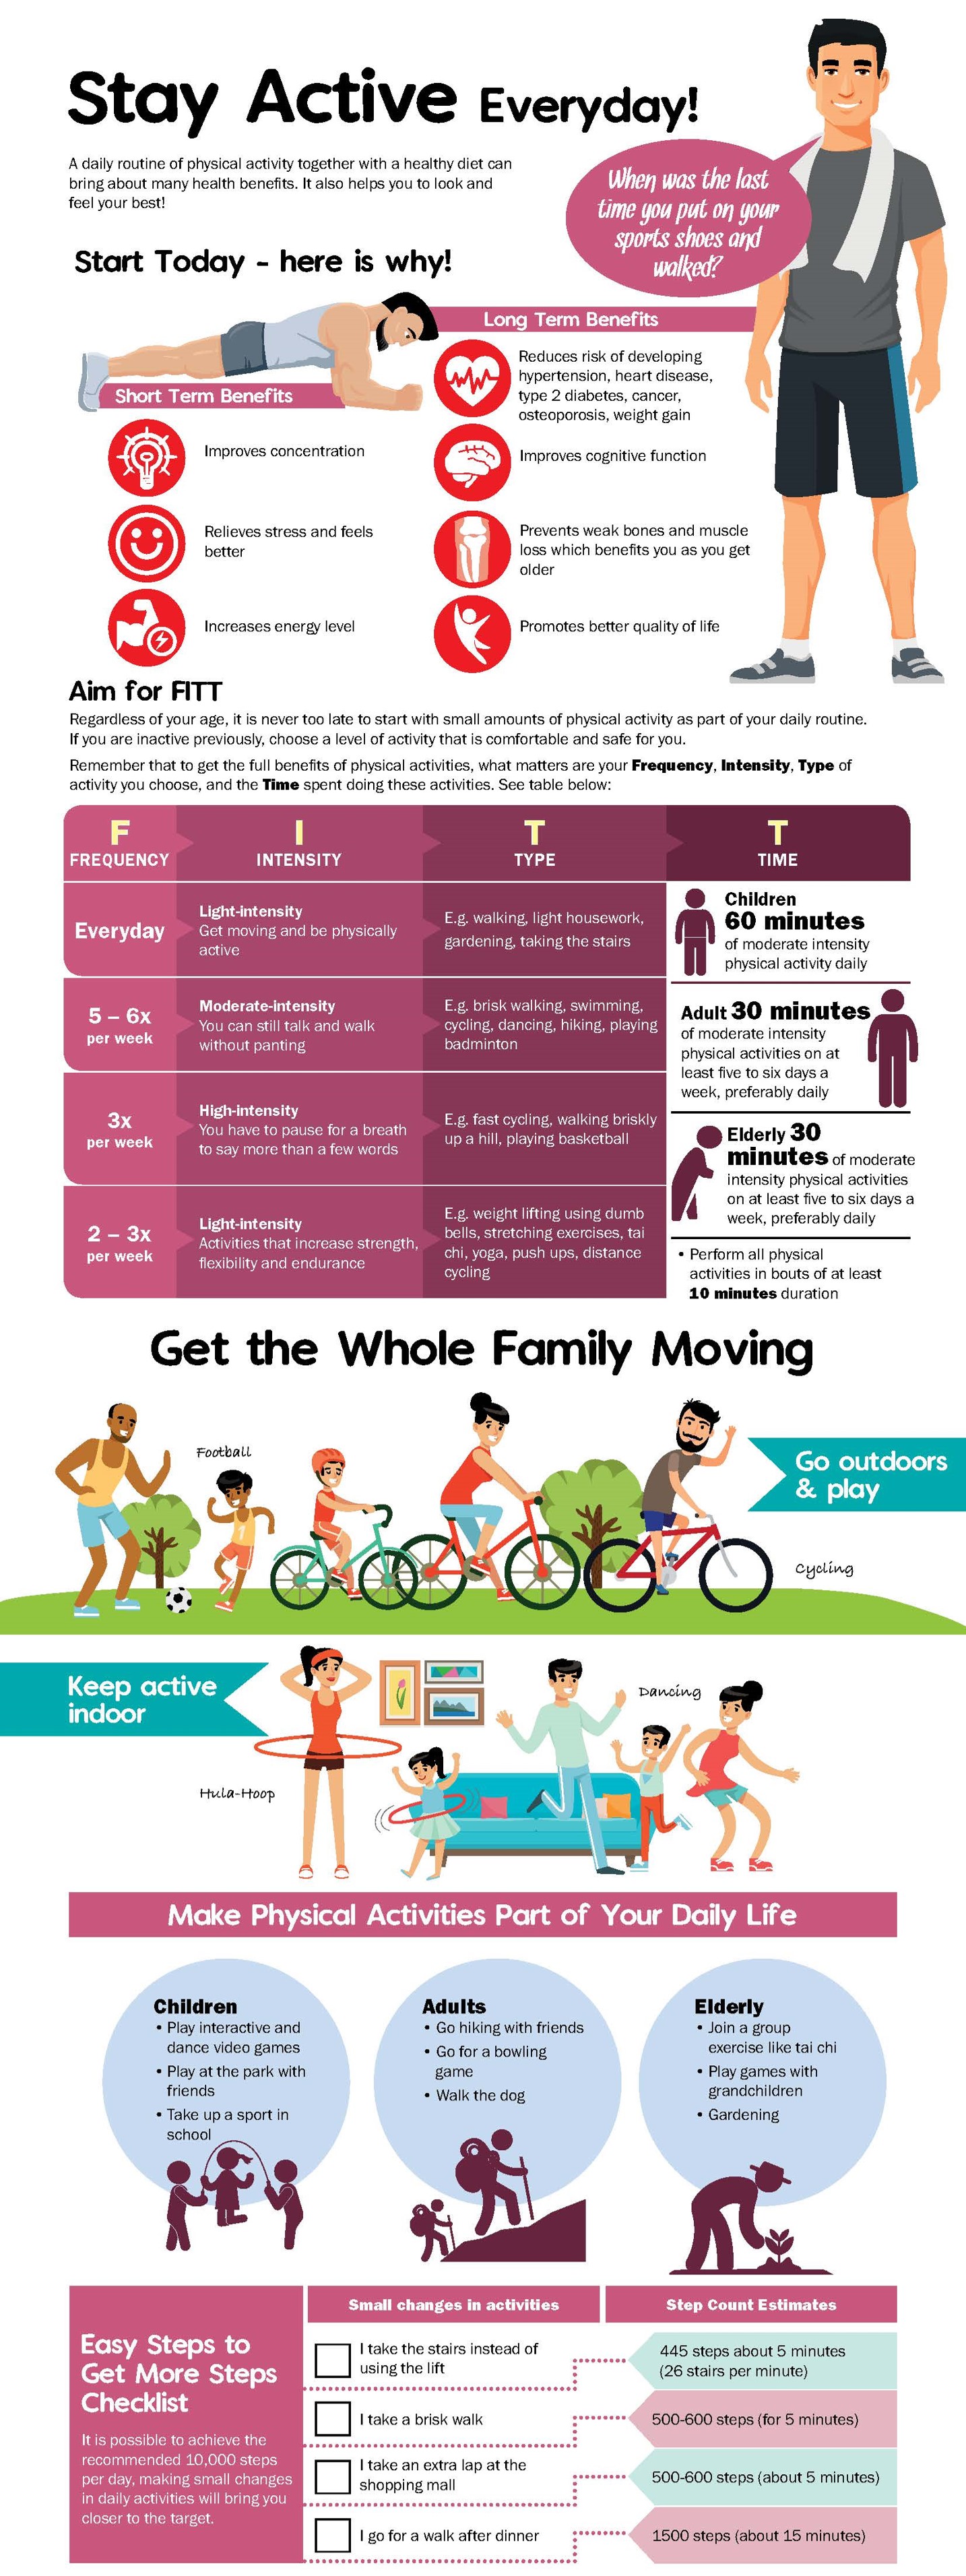 Stay Active Everyday!
A daily routine of physical activity together with a healthy diet can
bring about many health benefits. It also helps you to look and
feel your best!
When was the last
time you put on your
sports shoes and
walked?
Start Today - here is why!
Short Term Benefits
Improves concentration
Relieves stress and feels
better
Increases energy level
Long Term Benefits
Reduces risk of developing
hypertension, heart disease,
type 2 diabetes, cancer,
osteoporosis, weight gain
Improves cognitive function
Prevents weak bones and muscle
loss which benefits you as you get
older
Promotes better quality of life
Aim for FITT
Regardless of your age, it is never too late to start with small amounts of physical activity as part of your daily routine.
If you are inactive previously, choose a level of activity that is comfortable and safe for you.
Remember that to get the full benefits of physical activities, what matters are your Frequency, Intensity, Type of
activity you choose, and the Time spent doing these activities. See table below:
F
FREQUENCY
I
INTENSITY
T
TYPE
T
TIME
Everyday
Light-intensity
Get moving and be physically
active
E.g. walking, light housework,
gardening, taking the stairs
5 – 6x
per week
Moderate-intensity
You can still talk and walk
without panting
E.g. brisk walking, swimming,
cycling, dancing, hiking, playing
badminton
3x
per week
High-intensity
You have to pause for a breath
to say more than a few words
E.g. fast cycling, walking briskly
up a hill, playing basketball
2 – 3x
per week
Light-intensity
Activities that increase strength,
flexibility and endurance
E.g. weight lifting using dumb
bells, stretching exercises, tai
chi, yoga, push ups, distance
cycling
Children
60 minutes
of moderate intensity
physical activity daily
Adult 30 minutes
of moderate intensity
physical activities on at
least five to six days a
week, preferably daily
Elderly 30
minutes of moderate
intensity physical activities
on at least five to six days a
week, preferably daily
• Perform all physical
activities in bouts of at least
10 minutes duration
Get the Whole Family Moving
Football
Go outdoors
& play
Cycling
Keep active
indoor
Dancing
Hula-Hoop
Make Physical Activities Part of Your Daily Life
Children
• Play interactive and
dance video games
• Play at the park with
friends
• Take up a sport in
school
Adults
• Go hiking with friends
• Go for a bowling
game
• Walk the dog
Elderly
• Join a group
exercise like tai chi
• Play games with
grandchildren
• Gardening
Easy Steps to
Get More Steps
Checklist
It is possible to achieve the
recommended 10,000 steps
per day, making small changes
in daily activities will bring you
closer to the target.
Small changes in activities
Step Count Estimates
I take the stairs instead of
using the lift
445 steps about 5 minutes
(26 stairs per minute)
I take a brisk walk
500-600 steps (for 5 minutes)
I take an extra lap at the
shopping mall
500-600 steps (about 5 minutes)
I go for a walk after dinner
1500 steps (about 15 minutes)